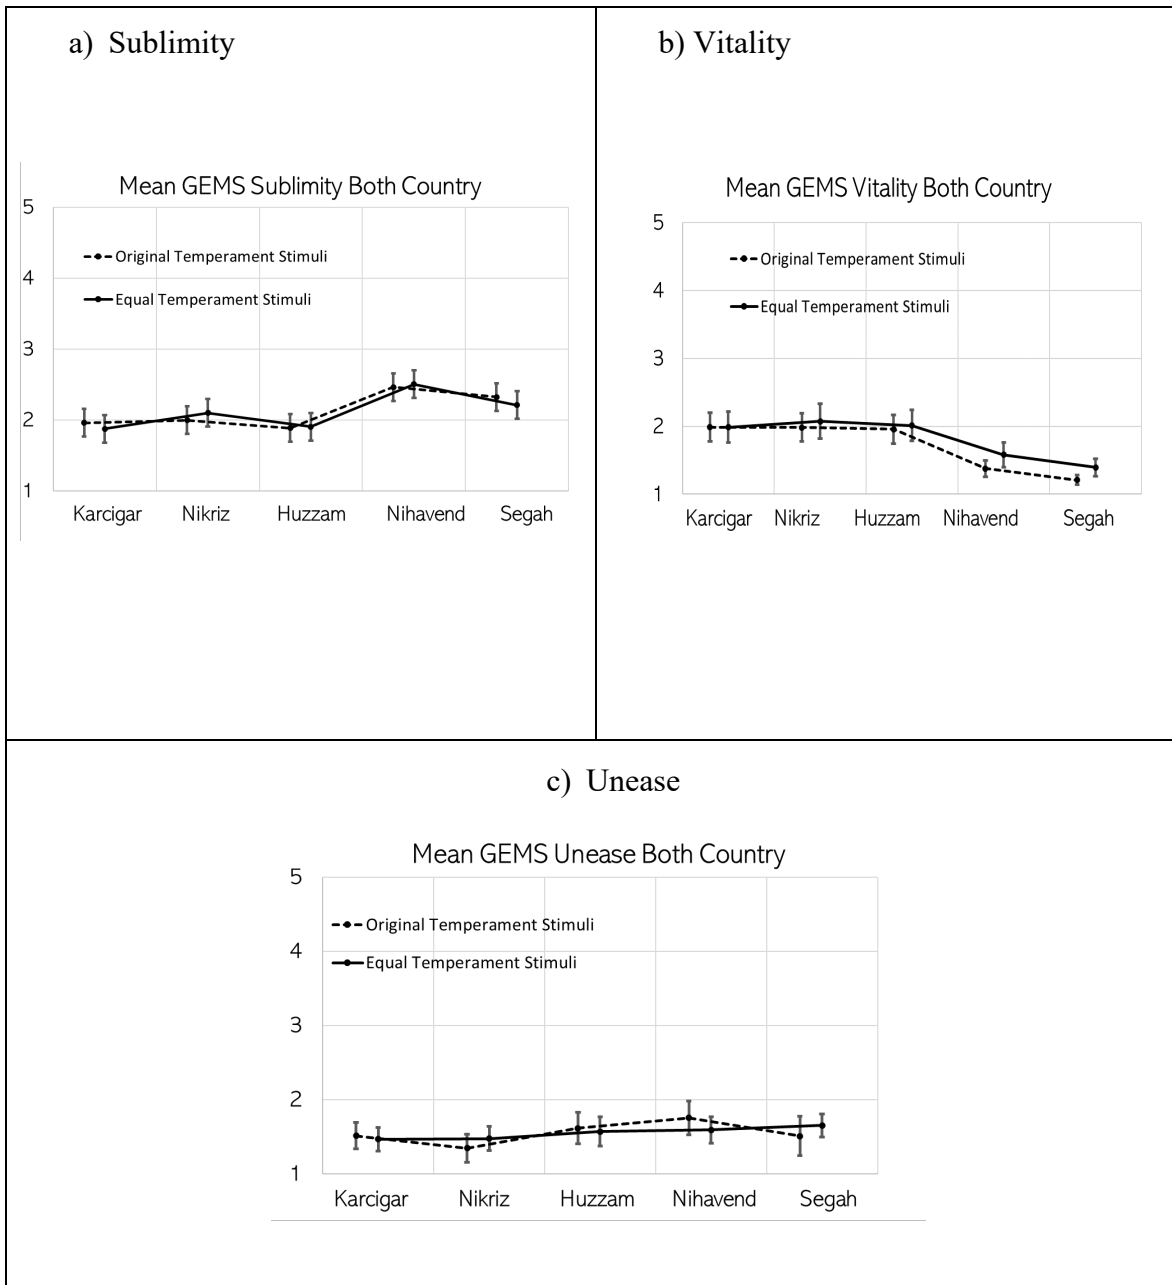 a) Sublimity
Mean GEMS Sublimity Both Country
5
Original Temperament Stimuli
4
Equal Temperament Stimuli
3
2
1
Karcigar Nikriz Huzzam Nihavend Segah
b) Vitality
Mean GEMS Vitality Both Country
5
Original Temperament Stimuli
4
Equal Temperament Stimuli
3
2
1
Karcigar Nikriz Huzzam Nihavend Segah
c) Unease
Mean GEMS Unease Both Country
5
Original Temperament Stimuli
4
Equal Temperament Stimuli
3
2
1
Karcigar Nikriz Huzzam Nihavend Segah